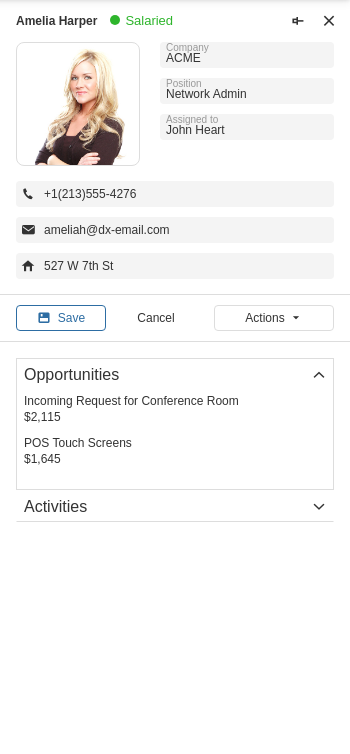 Amelia Harper Salaried
Company
ACME
Position
Network Admin
Assigned to
John Heart
+1(213)555-4276
ameliah@dx-email.com
527 W 7th St
Save Cancel Actions
Opportunities
Incoming Request for Conference Room
$2,115
POS Touch Screens
$1,645
Activities